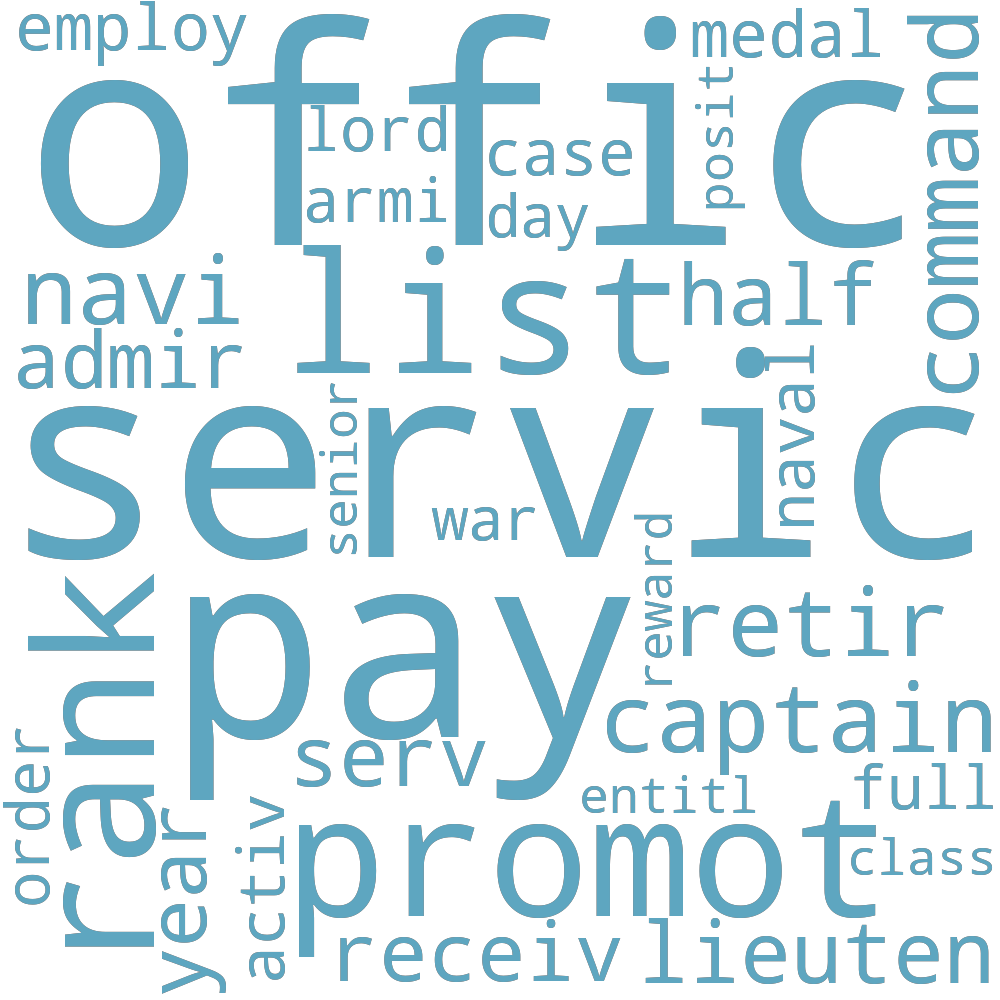 employ
medal
offic
command
posit
lord
case
armi
day
navi
list
half
admir
naval
senior
servic
war
reward
rank
pay
retir
captain
order
serv
entitl
full
year
activ
promot
class
receiv
lieuten